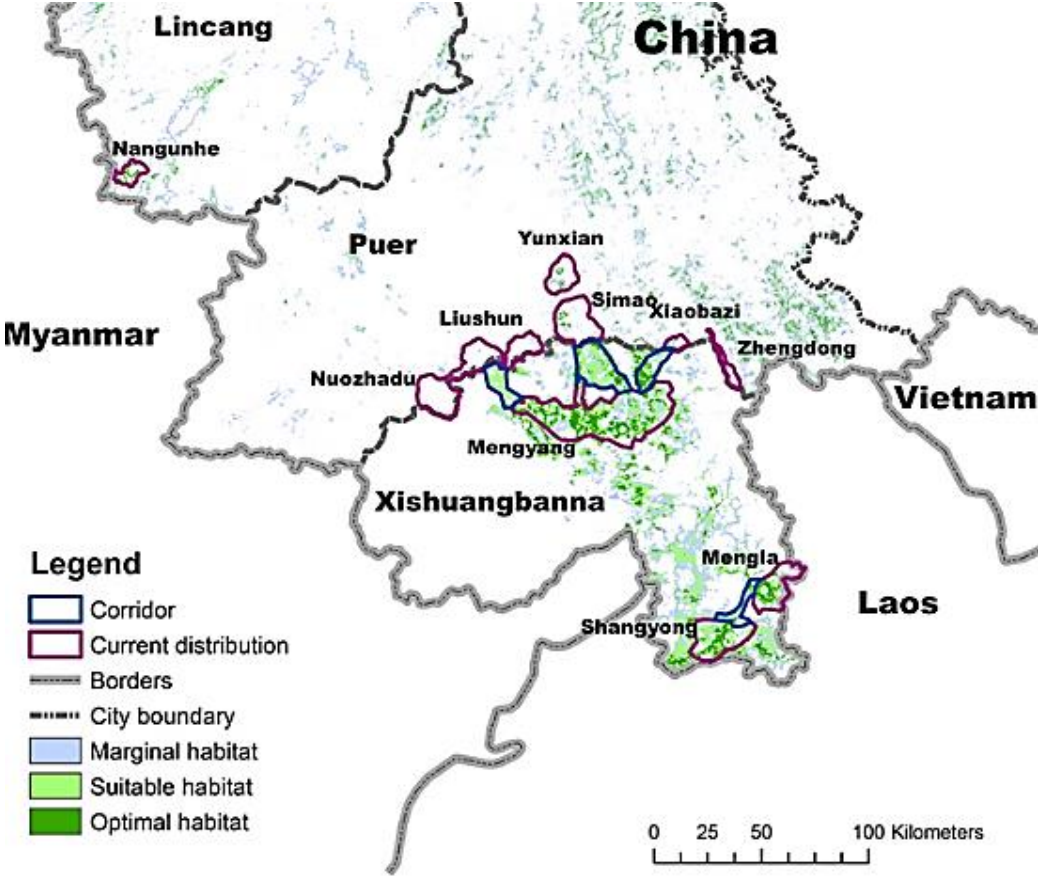 Lincang
China
Nangunhe
Puer
Yunxian
Simao
Xiaobazi
Liushun
Myanmar
Zhengdong
Nuozhadu
Vietnam
Mengyang
Xishuangbanna
Legend
Mengla
Corridor
Laos
Shangyong
Current distribution
Borders
City boundary
Marginal habitat
Suitable habitat
Optimal habitat
0 25 50 100 Kilometers